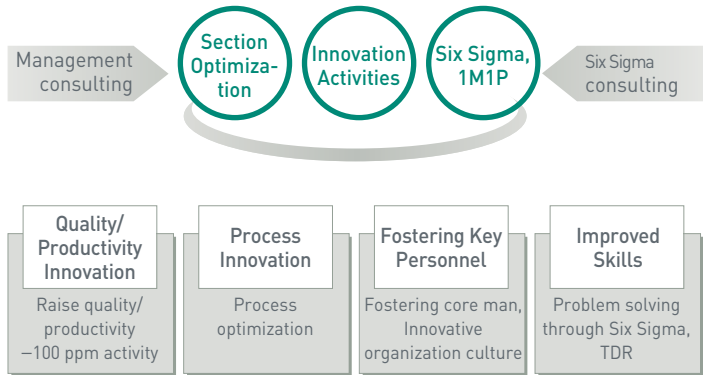 Management
consulting
Section
Optimiza-
tion
Innovation
Activities
Six Sigma,
1M1P
Six Sigma
consulting
Quality/
Productivity
Innovation
Raise quality/
productivity
–100 ppm activity
Process
Innovation
Process
optimization
Fostering Key
Personnel
Fostering core man,
Innovative
organization culture
Improved
Skills
Problem solving
through Six Sigma,
TDR